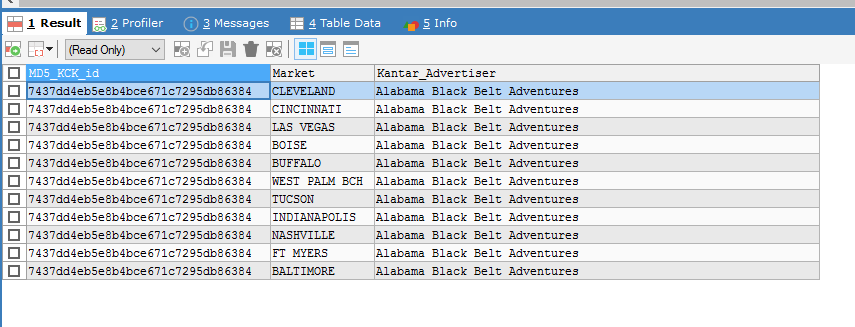 1 Result 2 Profiler 3 Messages 4 Table Data 5 Info
(Read Only)
MD5_KCK_id Market Kantar_Advertiser
7437dd4eb5e8b4bce671c7295db86384 CLEVELAND Alabama Black Belt Adventures
7437dd4eb5e8b4bce671c7295db86384 CINCINNATI Alabama Black Belt Adventures
7437dd4eb5e8b4bce671c7295db86384 LAS VEGAS Alabama Black Belt Adventures
7437dd4eb5e8b4bce671c7295db86384 BOISE Alabama Black Belt Adventures
7437dd4eb5e8b4bce671c7295db86384 BUFFALO Alabama Black Belt Adventures
7437dd4eb5e8b4bce671c7295db86384 WEST PALM BCH Alabama Black Belt Adventures
7437dd4eb5e8b4bce671c7295db86384 TUCSON Alabama Black Belt Adventures
7437dd4eb5e8b4bce671c7295db86384 INDIANAPOLIS Alabama Black Belt Adventures
7437dd4eb5e8b4bce671c7295db86384 NASHVILLE Alabama Black Belt Adventures
7437dd4eb5e8b4bce671c7295db86384 FT MYERS Alabama Black Belt Adventures
7437dd4eb5e8b4bce671c7295db86384 BALTIMORE Alabama Black Belt Adventures